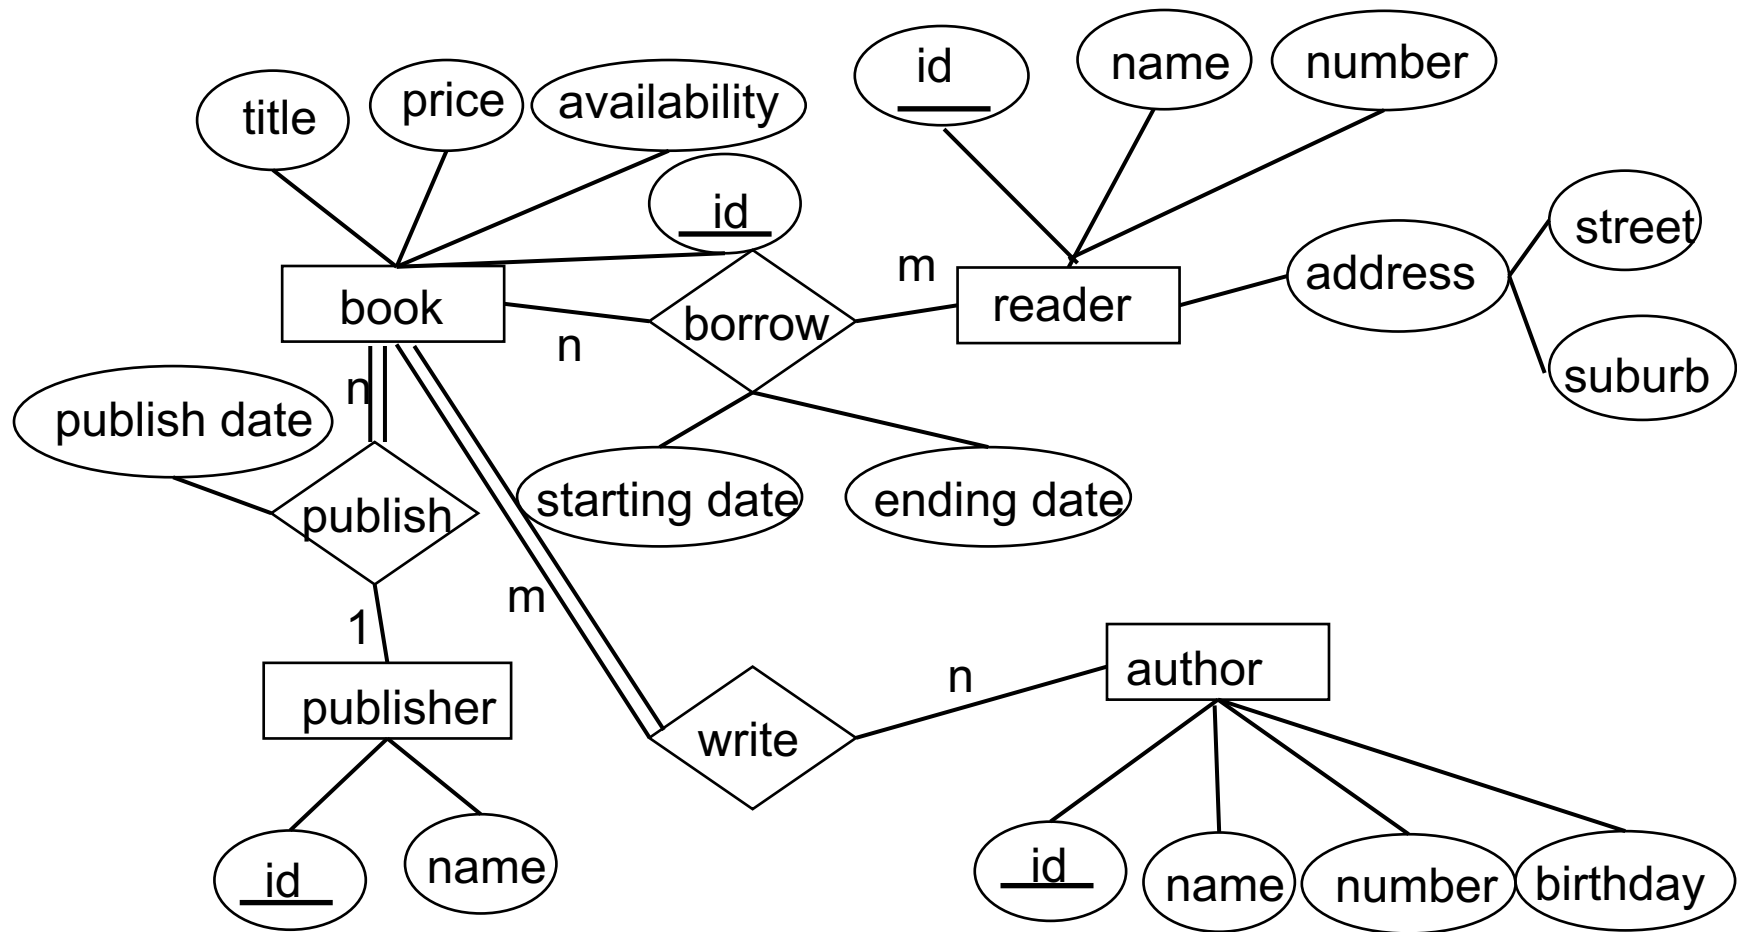 id
name
number
title
price
availability
id
street
address
suburb
book
n
borrow
m
reader
n
publish date
publish
starting date
ending date
1
m
n
author
publisher
write
id
name
id
name
number
birthday